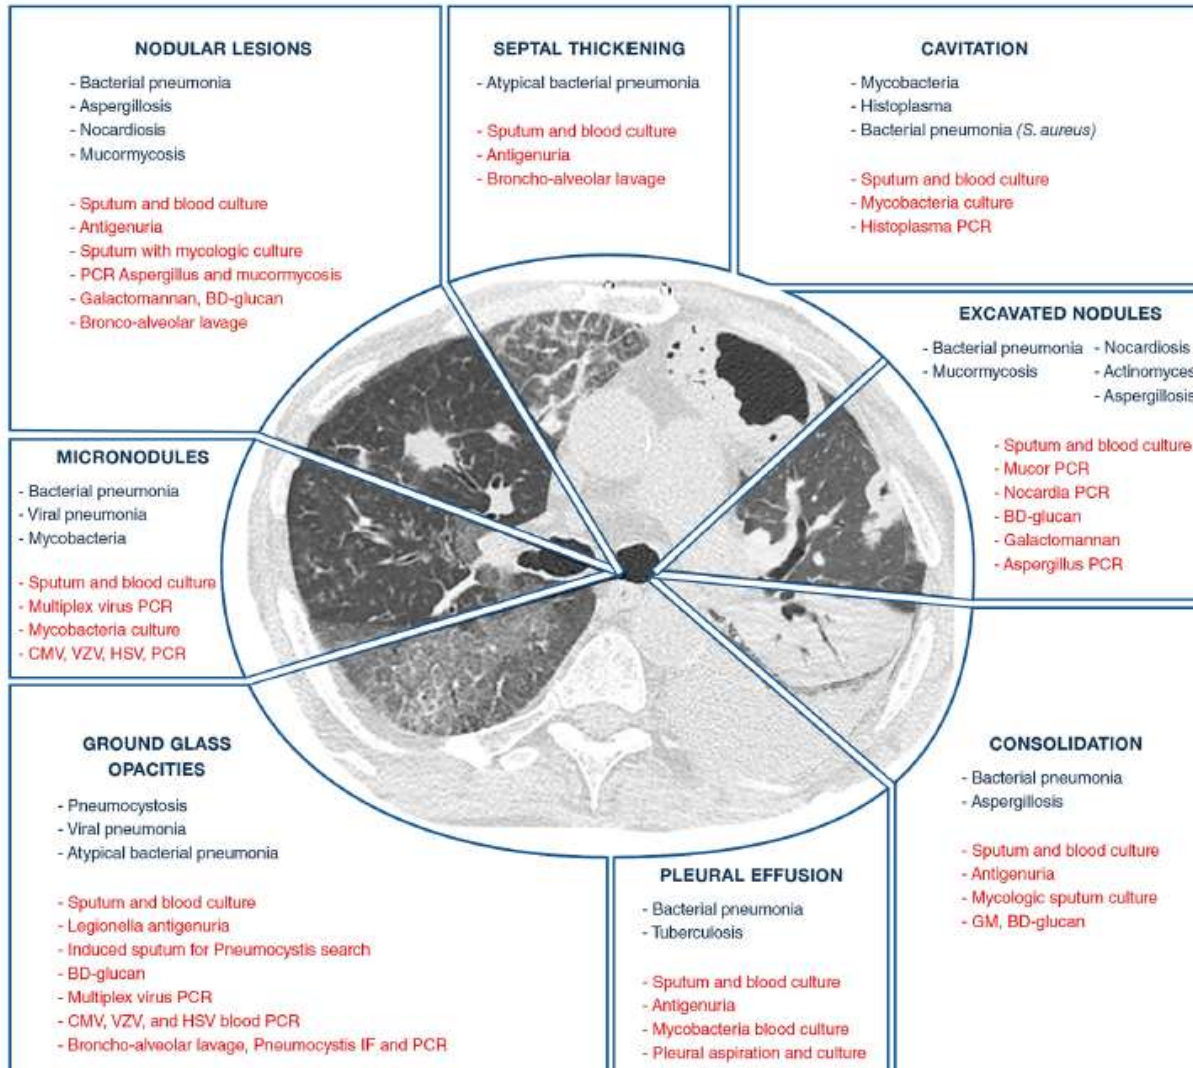 NODULAR LESIONS
- Bacterial pneumonia
- Aspergillosis
- Nocardiosis
- Mucormycosis
- Sputum and blood culture
- Antigenuria
- Sputum with mycologic culture
- PCR Aspergillus and mucormycosis
- Galactomannan, BD-glucan
- Bronco-alveolar lavage
SEPTAL THICKENING
- Atypical bacterial pneumonia
- Sputum and blood culture
- Antigenuria
- Broncho-alveolar lavage
CAVITATION
- Mycobacteria
- Histoplasma
- Bacterial pneumonia (S. aureus)
- Sputum and blood culture
- Mycobacteria culture
- Histoplasma PCR
EXCAVATED NODULES
- Bacterial pneumonia - Nocardiosis
- Mucormycosis - Actinomyces
- Aspergillosis
- Sputum and blood culture
- Mucor PCR
- Nocardia PCR
- BD-glucan
- Galactomannan
- Aspergillus PCR
MICRONODULES
- Bacterial pneumonia
- Viral pneumonia
- Mycobacteria
- Sputum and blood culture
- Multiplex virus PCR
- Mycobacteria culture
- CMV, VZV, HSV, PCR
GROUND GLASS
OPACITIES
- Pneumocystosis
- Viral pneumonia
- Atypical bacterial pneumonia
- Sputum and blood culture
- Legionella antigenuria
- Induced sputum for Pneumocystis search
- BD-glucan
- Multiplex virus PCR
- CMV, VZV, and HSV blood PCR
- Broncho-alveolar lavage, Pneumocystis IF and PCR
PLEURAL EFFUSION
- Bacterial pneumonia
- Tuberculosis
- Sputum and blood culture
- Antigenuria
- Mycobacteria blood culture
- Pleural aspiration and culture
CONSOLIDATION
- Bacterial pneumonia
- Aspergillosis
- Sputum and blood culture
- Antigenuria
- Mycologic sputum culture
- GM, BD-glucan